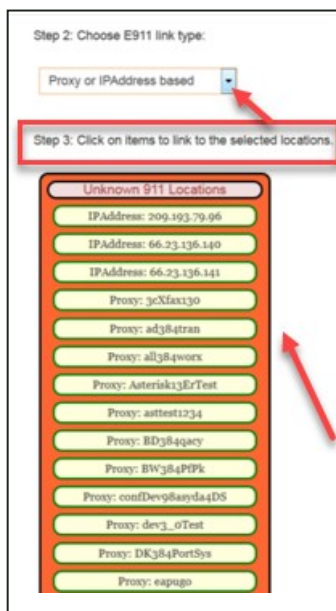 Step 2: Choose E911 link type:
Proxy or IPAddress based
Step 3: Click on items to link to the selected locations.
Unknown 911 Locations
IPAddress: 209.193.79.96
IPAddress: 66.23.136.140
IPAddress: 66.23.136.141
Proxy: 3cXfax130
Proxy: ad384tran
Proxy: all384worx
Proxy: Asterisk13ErTest
Proxy: asttest1234
Proxy: BD384qacy
Proxy: BW384PfPk
Proxy: confDev98asyda4DS
Proxy: dev3_0Test
Proxy: DK384PortSys
Proxy: eapugo